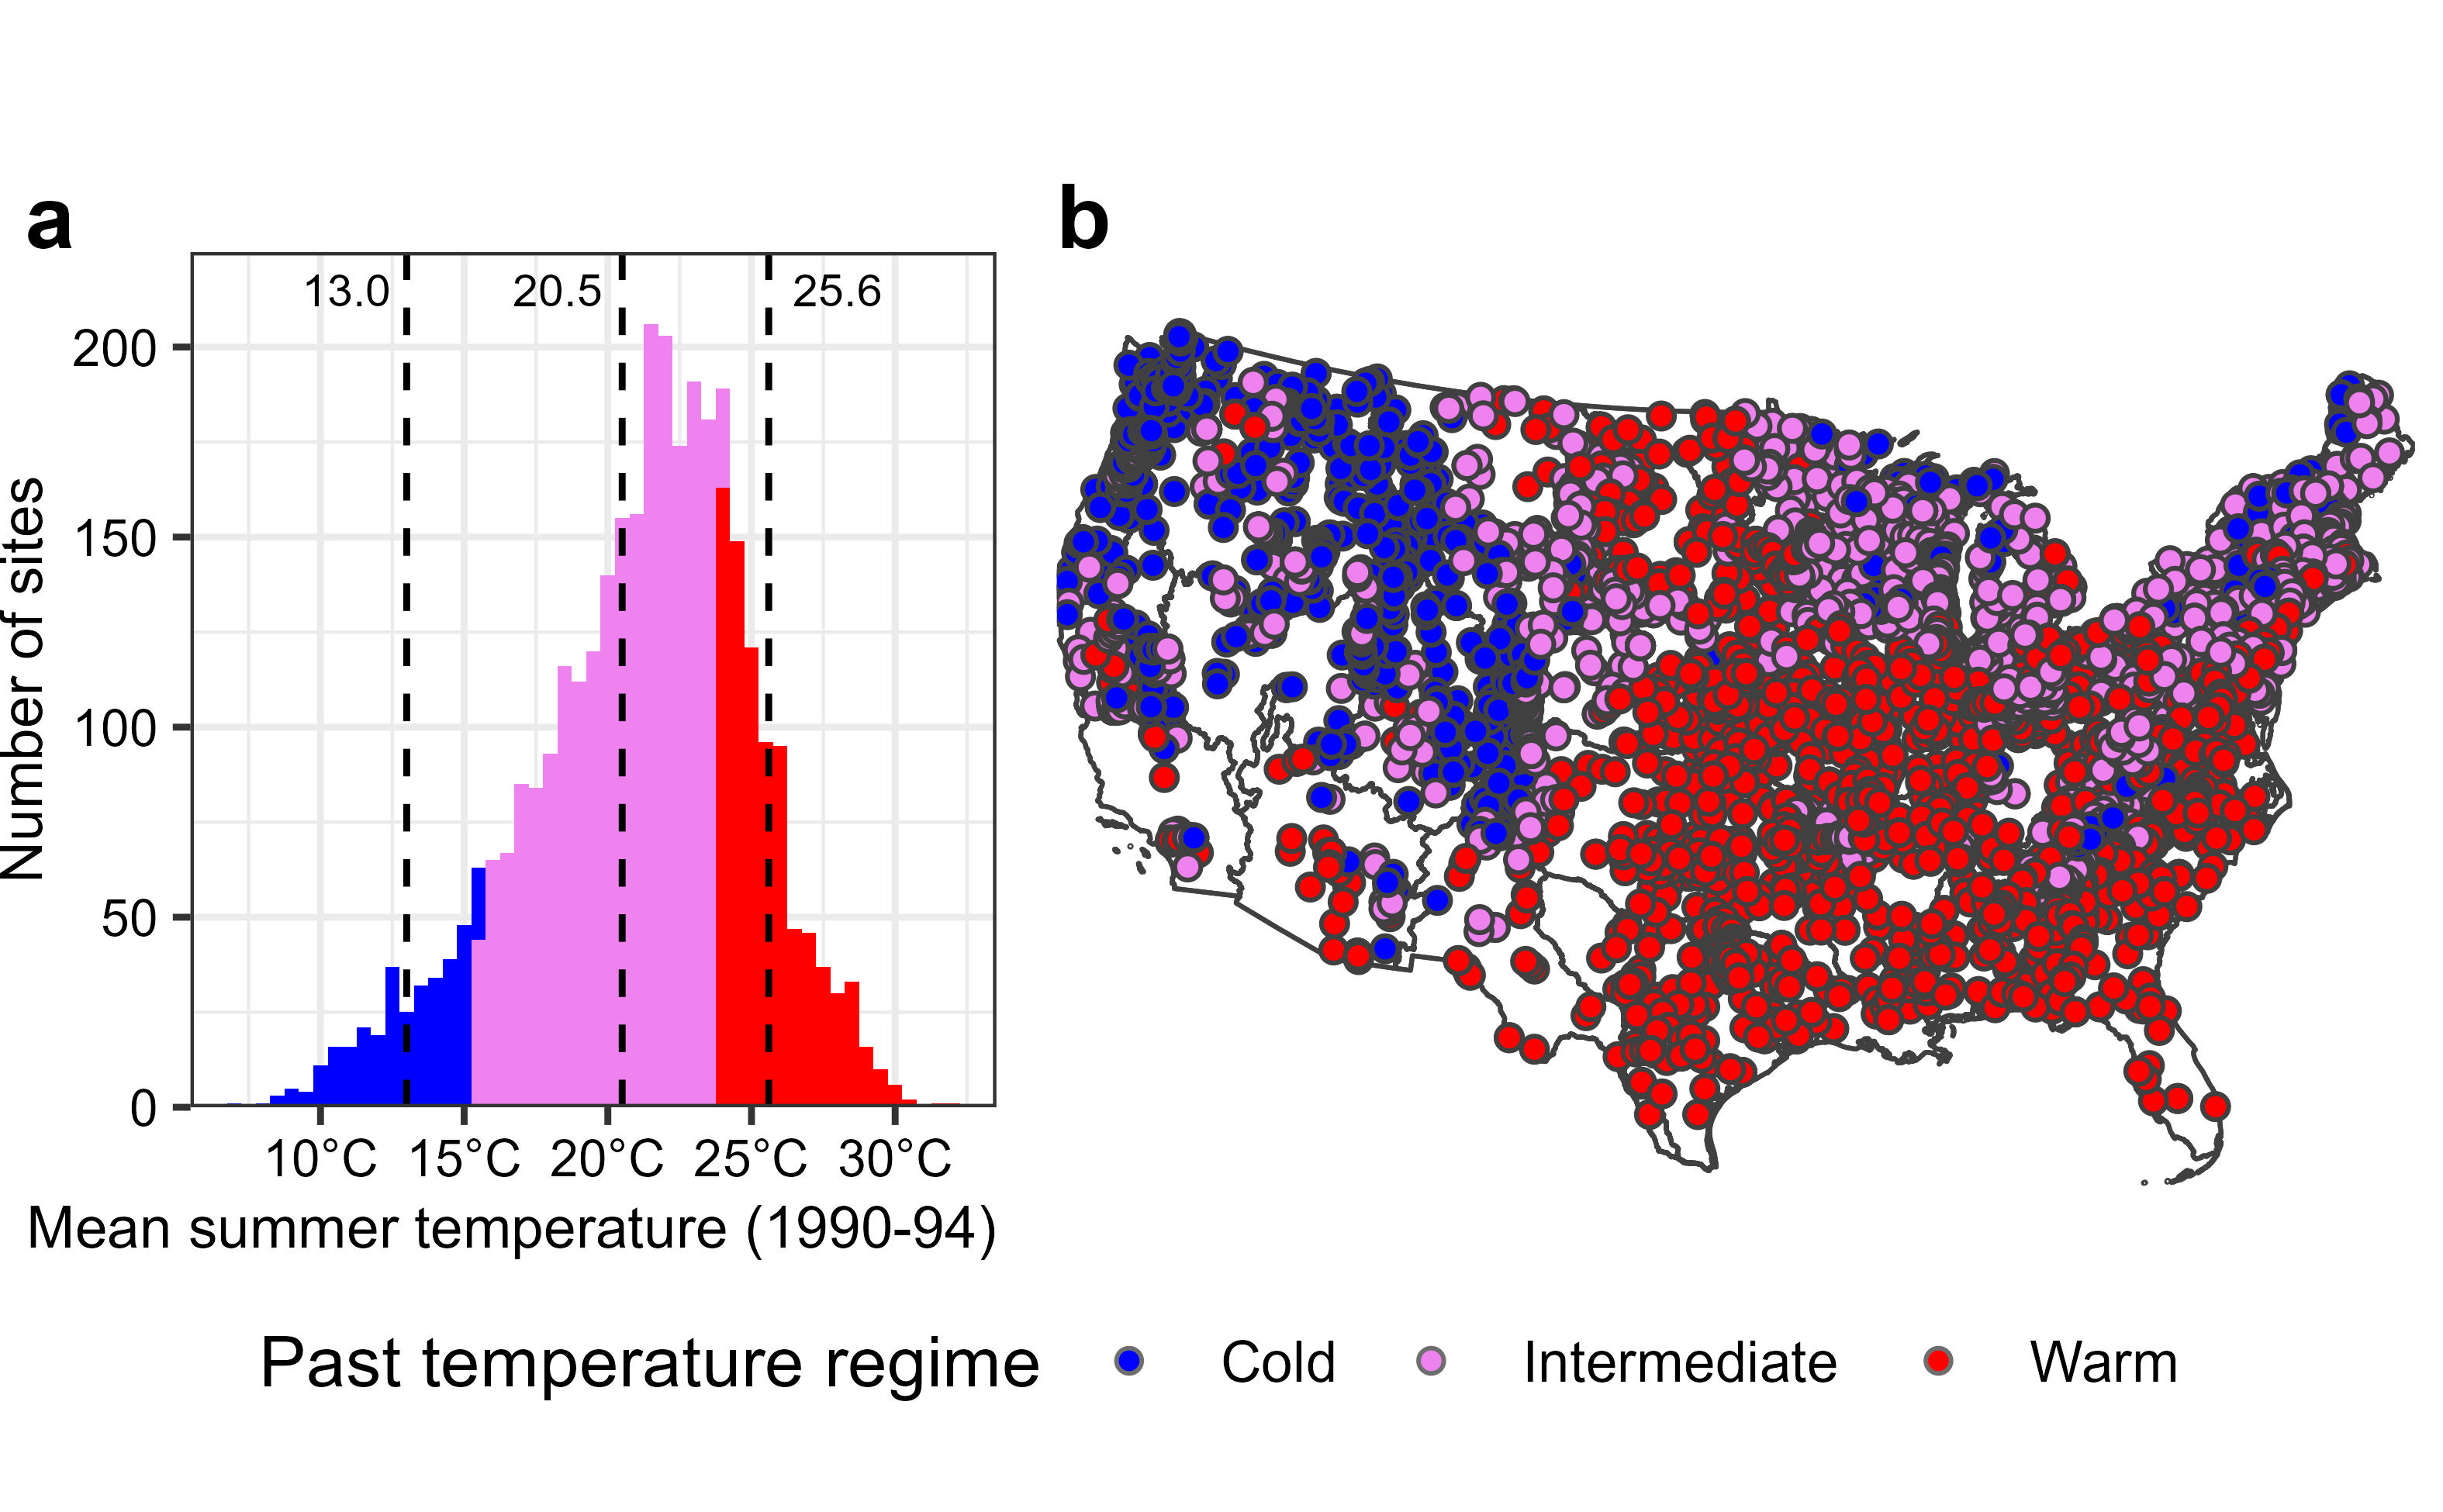 a
b
13.0
20.5
25.6
200
150
100
50
0
Number of sites
10°C
15°C
20°C
25°C
30°C
Mean summer temperature (1990-94)
Past temperature regime
Cold
Intermediate
Warm